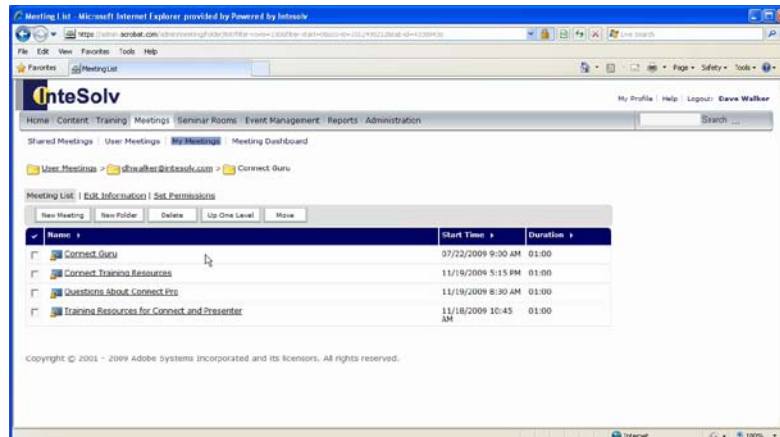 Meeting List - Microsoft Internet Explorer provided by Powered by Intesolv
Live Search
File Edit View Favorites Tools Help
Favorites Meeting List
Page Safety Tools
InteSolv
My Profile | Help | Logout: Dave Walker
Home Content Training Meetings Seminar Rooms Event Management Reports Administration
Search ...
Shared Meetings User Meetings My Meetings Meeting Dashboard
User Meetings > dhwalker@intesolv.com > Connect Guru
Meeting List | Edit Information | Set Permissions
New Meeting New Folder Delete Up One Level Move
Name Start Time Duration
Connect Guru 07/22/2009 9:00 AM 01:00
Connect Training Resources 11/19/2009 5:15 PM 01:00
Questions About Connect Pro 11/19/2009 8:30 AM 01:00
Training Resources for Connect and Presenter 11/18/2009 10:45 01:00
AM
Copyright © 2001 - 2009 Adobe Systems Incorporated and its licensors. All rights reserved.
Internet 100%